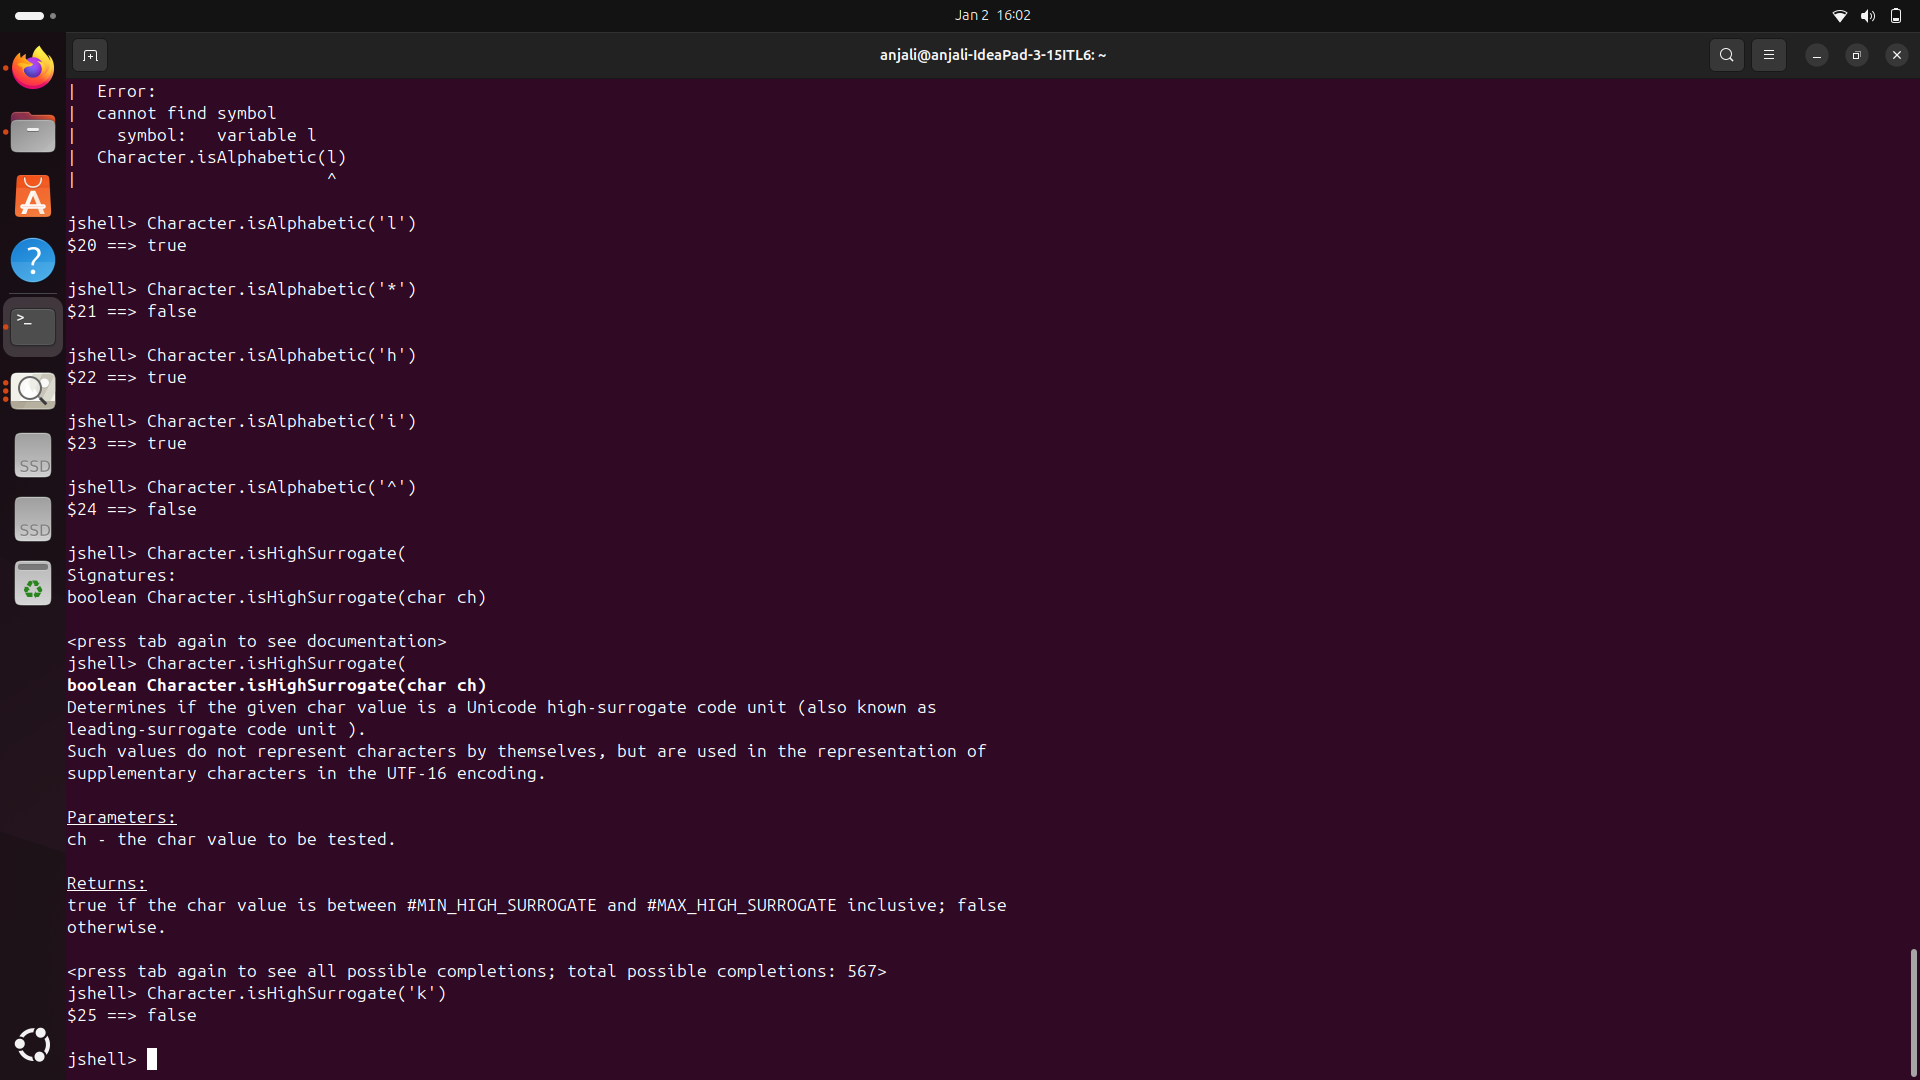 Jan 2 16:02
anjali@anjali-IdeaPad-3-15ITL6: ~
| Error:
| cannot find symbol
|   symbol:   variable l
| Character.isAlphabetic(l)
|                        ^
jshell> Character.isAlphabetic('l')
$20 ==> true
jshell> Character.isAlphabetic('*')
$21 ==> false
jshell> Character.isAlphabetic('h')
$22 ==> true
jshell> Character.isAlphabetic('i')
$23 ==> true
jshell> Character.isAlphabetic('^')
$24 ==> false
jshell> Character.isHighSurrogate(
Signatures:
boolean Character.isHighSurrogate(char ch)
<press tab again to see documentation>
jshell> Character.isHighSurrogate(
boolean Character.isHighSurrogate(char ch)
Determines if the given char value is a Unicode high-surrogate code unit (also known as
leading-surrogate code unit ).
Such values do not represent characters by themselves, but are used in the representation of
supplementary characters in the UTF-16 encoding.
Parameters:
ch - the char value to be tested.
Returns:
true if the char value is between #MIN_HIGH_SURROGATE and #MAX_HIGH_SURROGATE inclusive; false
otherwise.
<press tab again to see all possible completions; total possible completions: 567>
jshell> Character.isHighSurrogate('k')
$25 ==> false
jshell>
>_
SSD
SSD